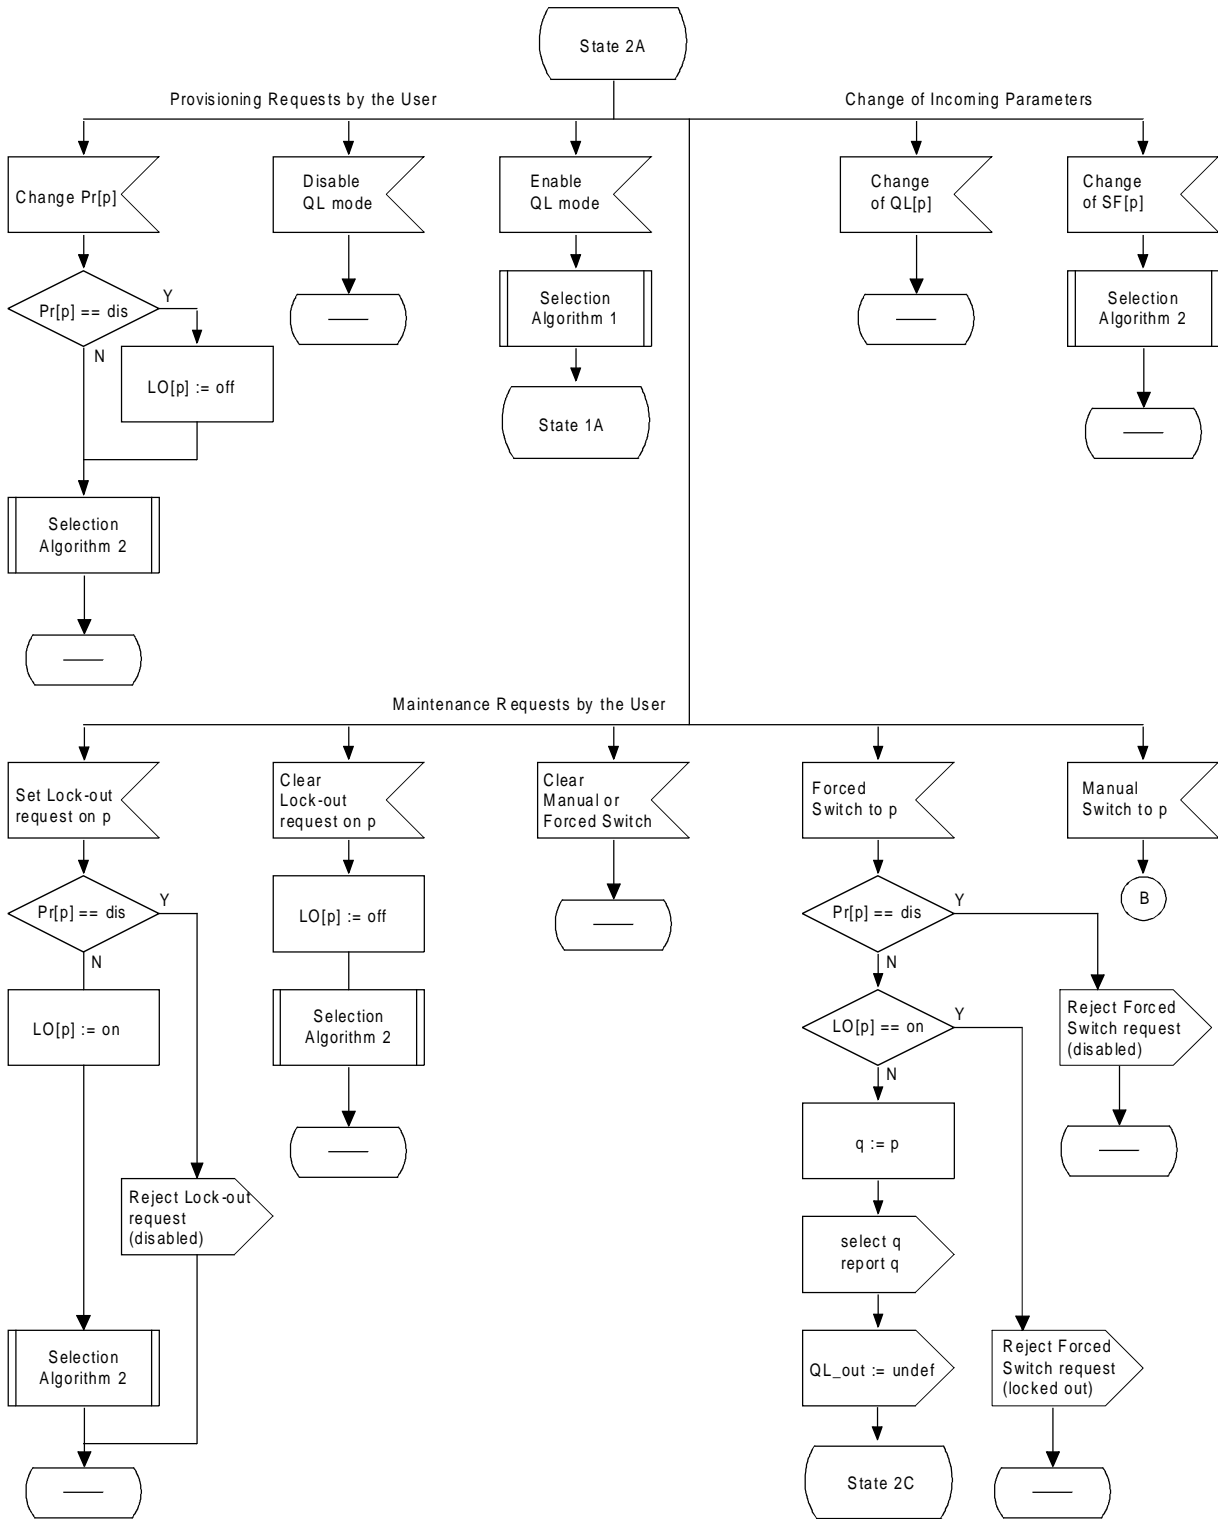 State 2A
Provisioning Requests by the User
Change of Incoming Parameters
Change Pr[p]
Disable
QL mode
Enable
QL mode
Change
of QL[p]
Change
of SF[p]
Pr[p] == dis
Y
N
LO[p] := off
Selection
Algorithm 1
Selection
Algorithm 2
State 1A
Selection
Algorithm 2
Maintenance Requests by the User
Set Lock-out
request on p
Clear
Lock-out
request on p
Clear
Manual or
Forced Switch
Forced
Switch to p
Manual
Switch to p
Pr[p] == dis
Y
N
LO[p] := off
Pr[p] == dis
Y
N
B
LO[p] := on
Selection
Algorithm 2
LO[p] == on
Y
N
Reject Forced
Switch request
(disabled)
q := p
Reject Lock-out
request
(disabled)
select q
report q
Selection
Algorithm 2
QL_out := undef
Reject Forced
Switch request
(locked out)
State 2C